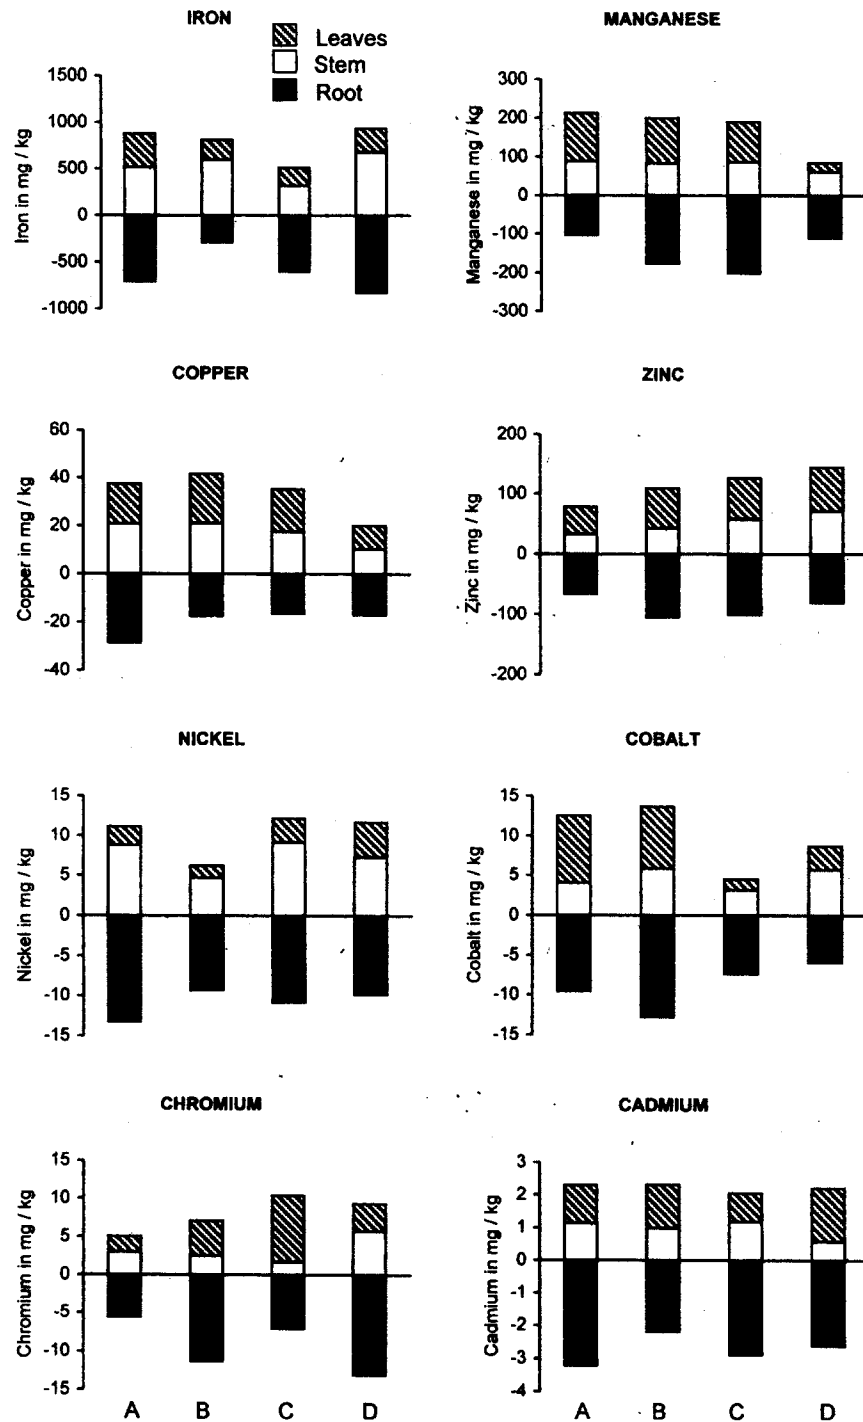 IRON
Leaves
Stem
Root
1500
1000
500
0
-500
-1000
Iron in mg / kg
MANGANESE
300
200
100
0
-100
-200
-300
Manganese in mg / kg
COPPER
60
40
20
0
-20
-40
Copper in mg / kg
ZINC
200
100
0
-100
-200
Zinc in mg / kg
NICKEL
15
10
5
0
-5
-10
-15
Nickel in mg / kg
COBALT
15
10
5
0
-5
-10
-15
Cobalt in mg / kg
CHROMIUM
15
10
5
0
-5
-10
-15
Chromium in mg / kg
A B C D
CADMIUM
3
2
1
0
-1
-2
-3
-4
Cadmium in mg / kg
A B C D